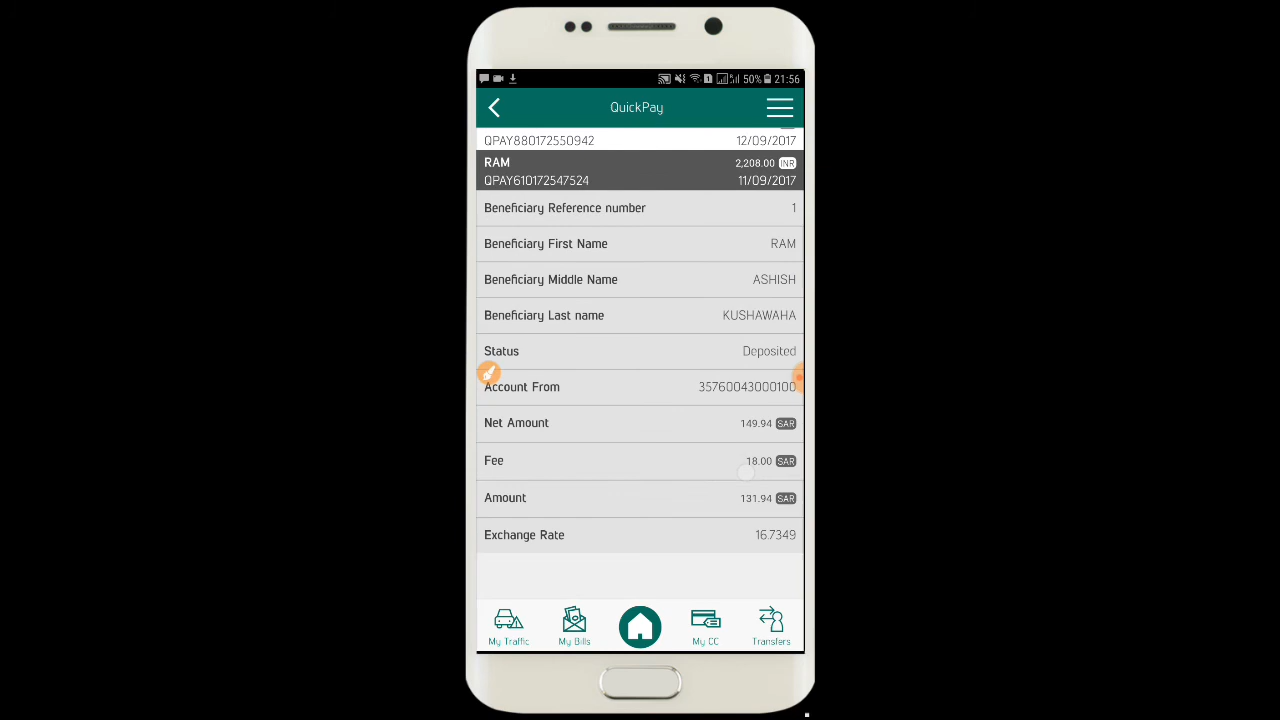 50% 21:56
QuickPay
QPAY880172550942 12/09/2017
RAM 2,208.00 INR
QPAY610172547524 11/09/2017
Beneficiary Reference number 1
Beneficiary First Name RAM
Beneficiary Middle Name ASHISH
Beneficiary Last name KUSHAWAHA
Status Deposited
Account From 35760043000100
Net Amount 149.94 SAR
Fee 18.00 SAR
Amount 131.94 SAR
Exchange Rate 16.7349
My Traffic My Bills My CC Transfers